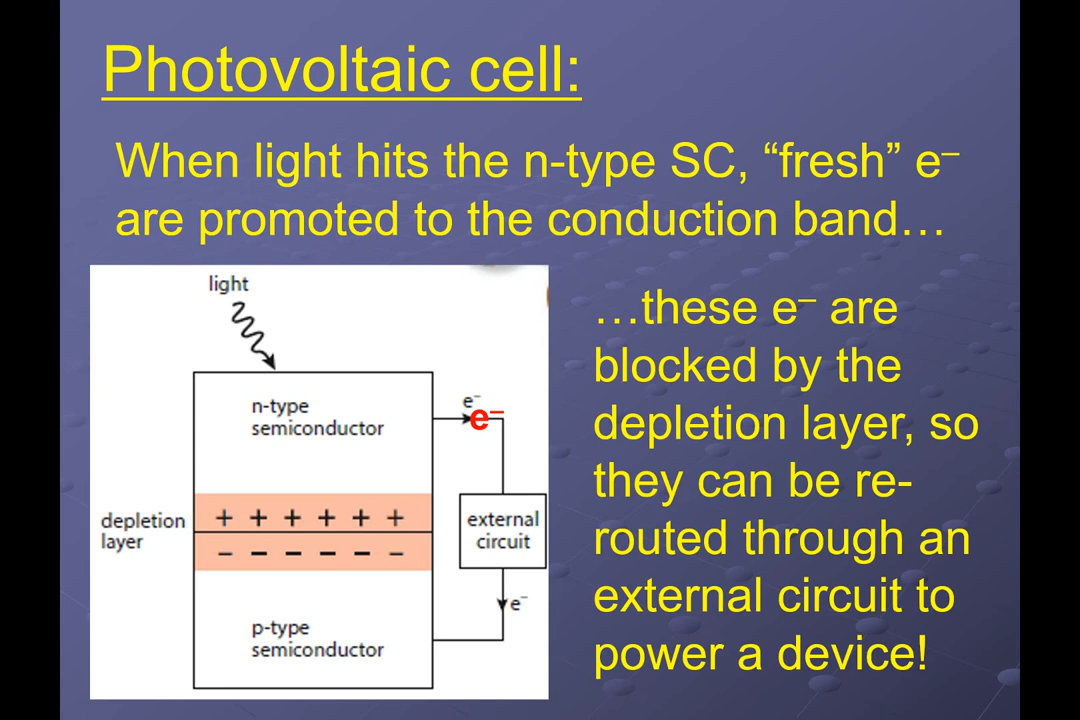 Photovoltaic cell:
When light hits the n-type SC, “fresh” e–
are promoted to the conduction band…
light
n-type
semiconductor
e–
e–
depletion
layer
+ + + + + +
– – – – – –
external
circuit
e–
p-type
semiconductor
…these e– are
blocked by the
depletion layer, so
they can be re-
routed through an
external circuit to
power a device!